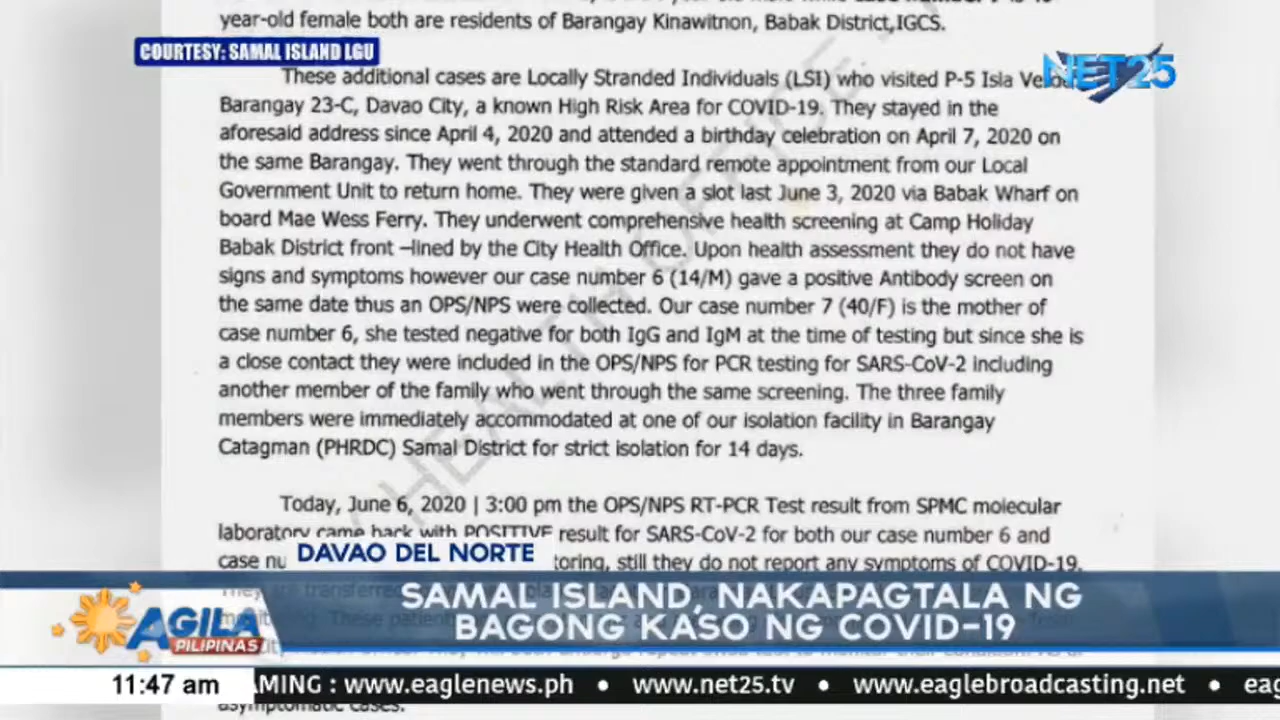 year-old female both are residents of Barangay Kinawitnon, Babak District,IGCS.
COURTESY: SAMAL ISLAND LGU
NET25
These additional cases are Locally Stranded Individuals (LSI) who visited P-5 Isla
Barangay 23-C, Davao City, a known High Risk Area for COVID-19. They stayed in the
aforesaid address since April 4, 2020 and attended a birthday celebration on April 7, 2020 on
the same Barangay. They went through the standard remote appointment from our Local
Government Unit to return home. They were given a slot last June 3, 2020 via Babak Wharf on
board Mae Wess Ferry. They underwent comprehensive health screening at Camp Holiday
Babak District front –lined by the City Health Office. Upon health assessment they do not have
signs and symptoms however our case number 6 (14/M) gave a positive Antibody screen on
the same date thus an OPS/NPS were collected. Our case number 7 (40/F) is the mother of
case number 6, she tested negative for both IgG and IgM at the time of testing but since she is
a close contact they were included in the OPS/NPS for PCR testing for SARS-CoV-2 including
another member of the family who went through the same screening. The three family
members were immediately accommodated at one of our isolation facility in Barangay
Catagman (PHRDC) Samal District for strict isolation for 14 days.
Today, June 6, 2020 | 3:00 pm the OPS/NPS RT-PCR Test result from SPMC molecular
laboratory came back with POSITIVE result for SARS-CoV-2 for both our case number 6 and
case still they do not report any symptoms of COVID-19.
DAVAO DEL NORTE
SAMAL ISLAND, NAKAPAGTALA NG
BAGONG KASO NG COVID-19
AGILA
PILIPINAS
11:47 am
AMING : www.eaglenews.ph • www.net25.tv • www.eaglebroadcasting.net • eag
asymptomatic cases.